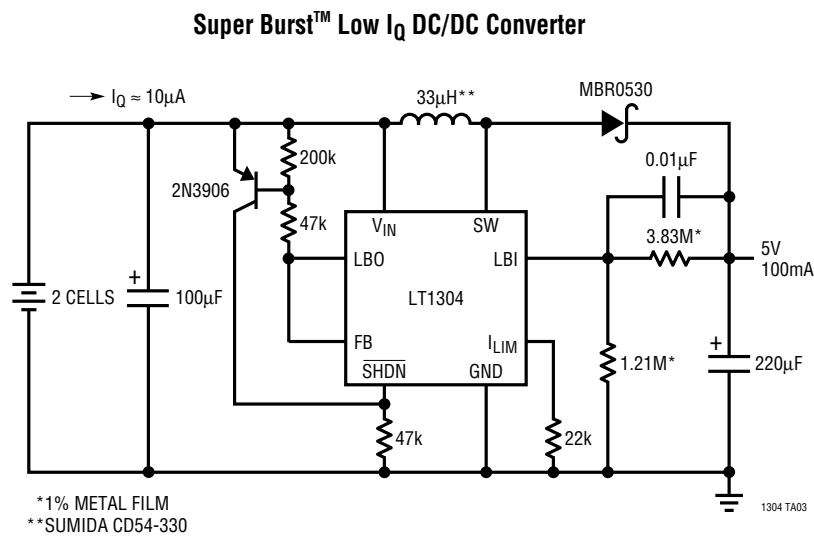 Super Burst™ Low IQ DC/DC Converter
IQ ≈ 10µA
33µH**
MBR0530
200k
0.01µF
2N3906
47k
VIN
SW
3.83M*
5V
100mA
LBO
LBI
2 CELLS
100µF
LT1304
FB
ILIM
1.21M*
220µF
SHDN
GND
47k
22k
*1% METAL FILM
**SUMIDA CD54-330
1304 TA03
+
+
+